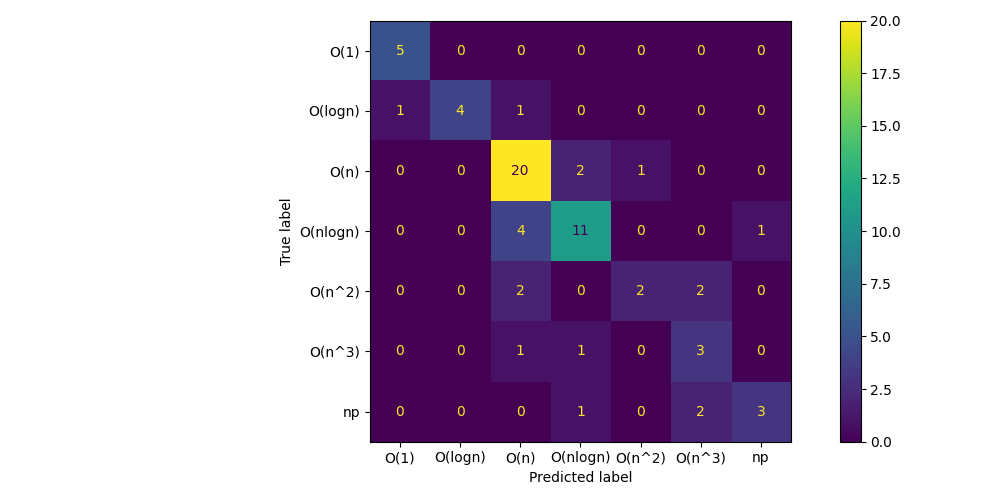 20.0
O(1) 5 0 0 0 0 0 0
17.5
O(logn) 1 4 1 0 0 0 0
15.0
O(n) 0 0 20 2 1 0 0
12.5
True label
O(nlogn) 0 0 4 11 0 0 1
10.0
O(n^2) 0 0 2 0 2 2 0
7.5
O(n^3) 0 0 1 1 0 3 0
5.0
np 0 0 0 1 0 2 3
2.5
0.0
O(1) O(logn) O(n) O(nlogn) O(n^2) O(n^3) np
Predicted label